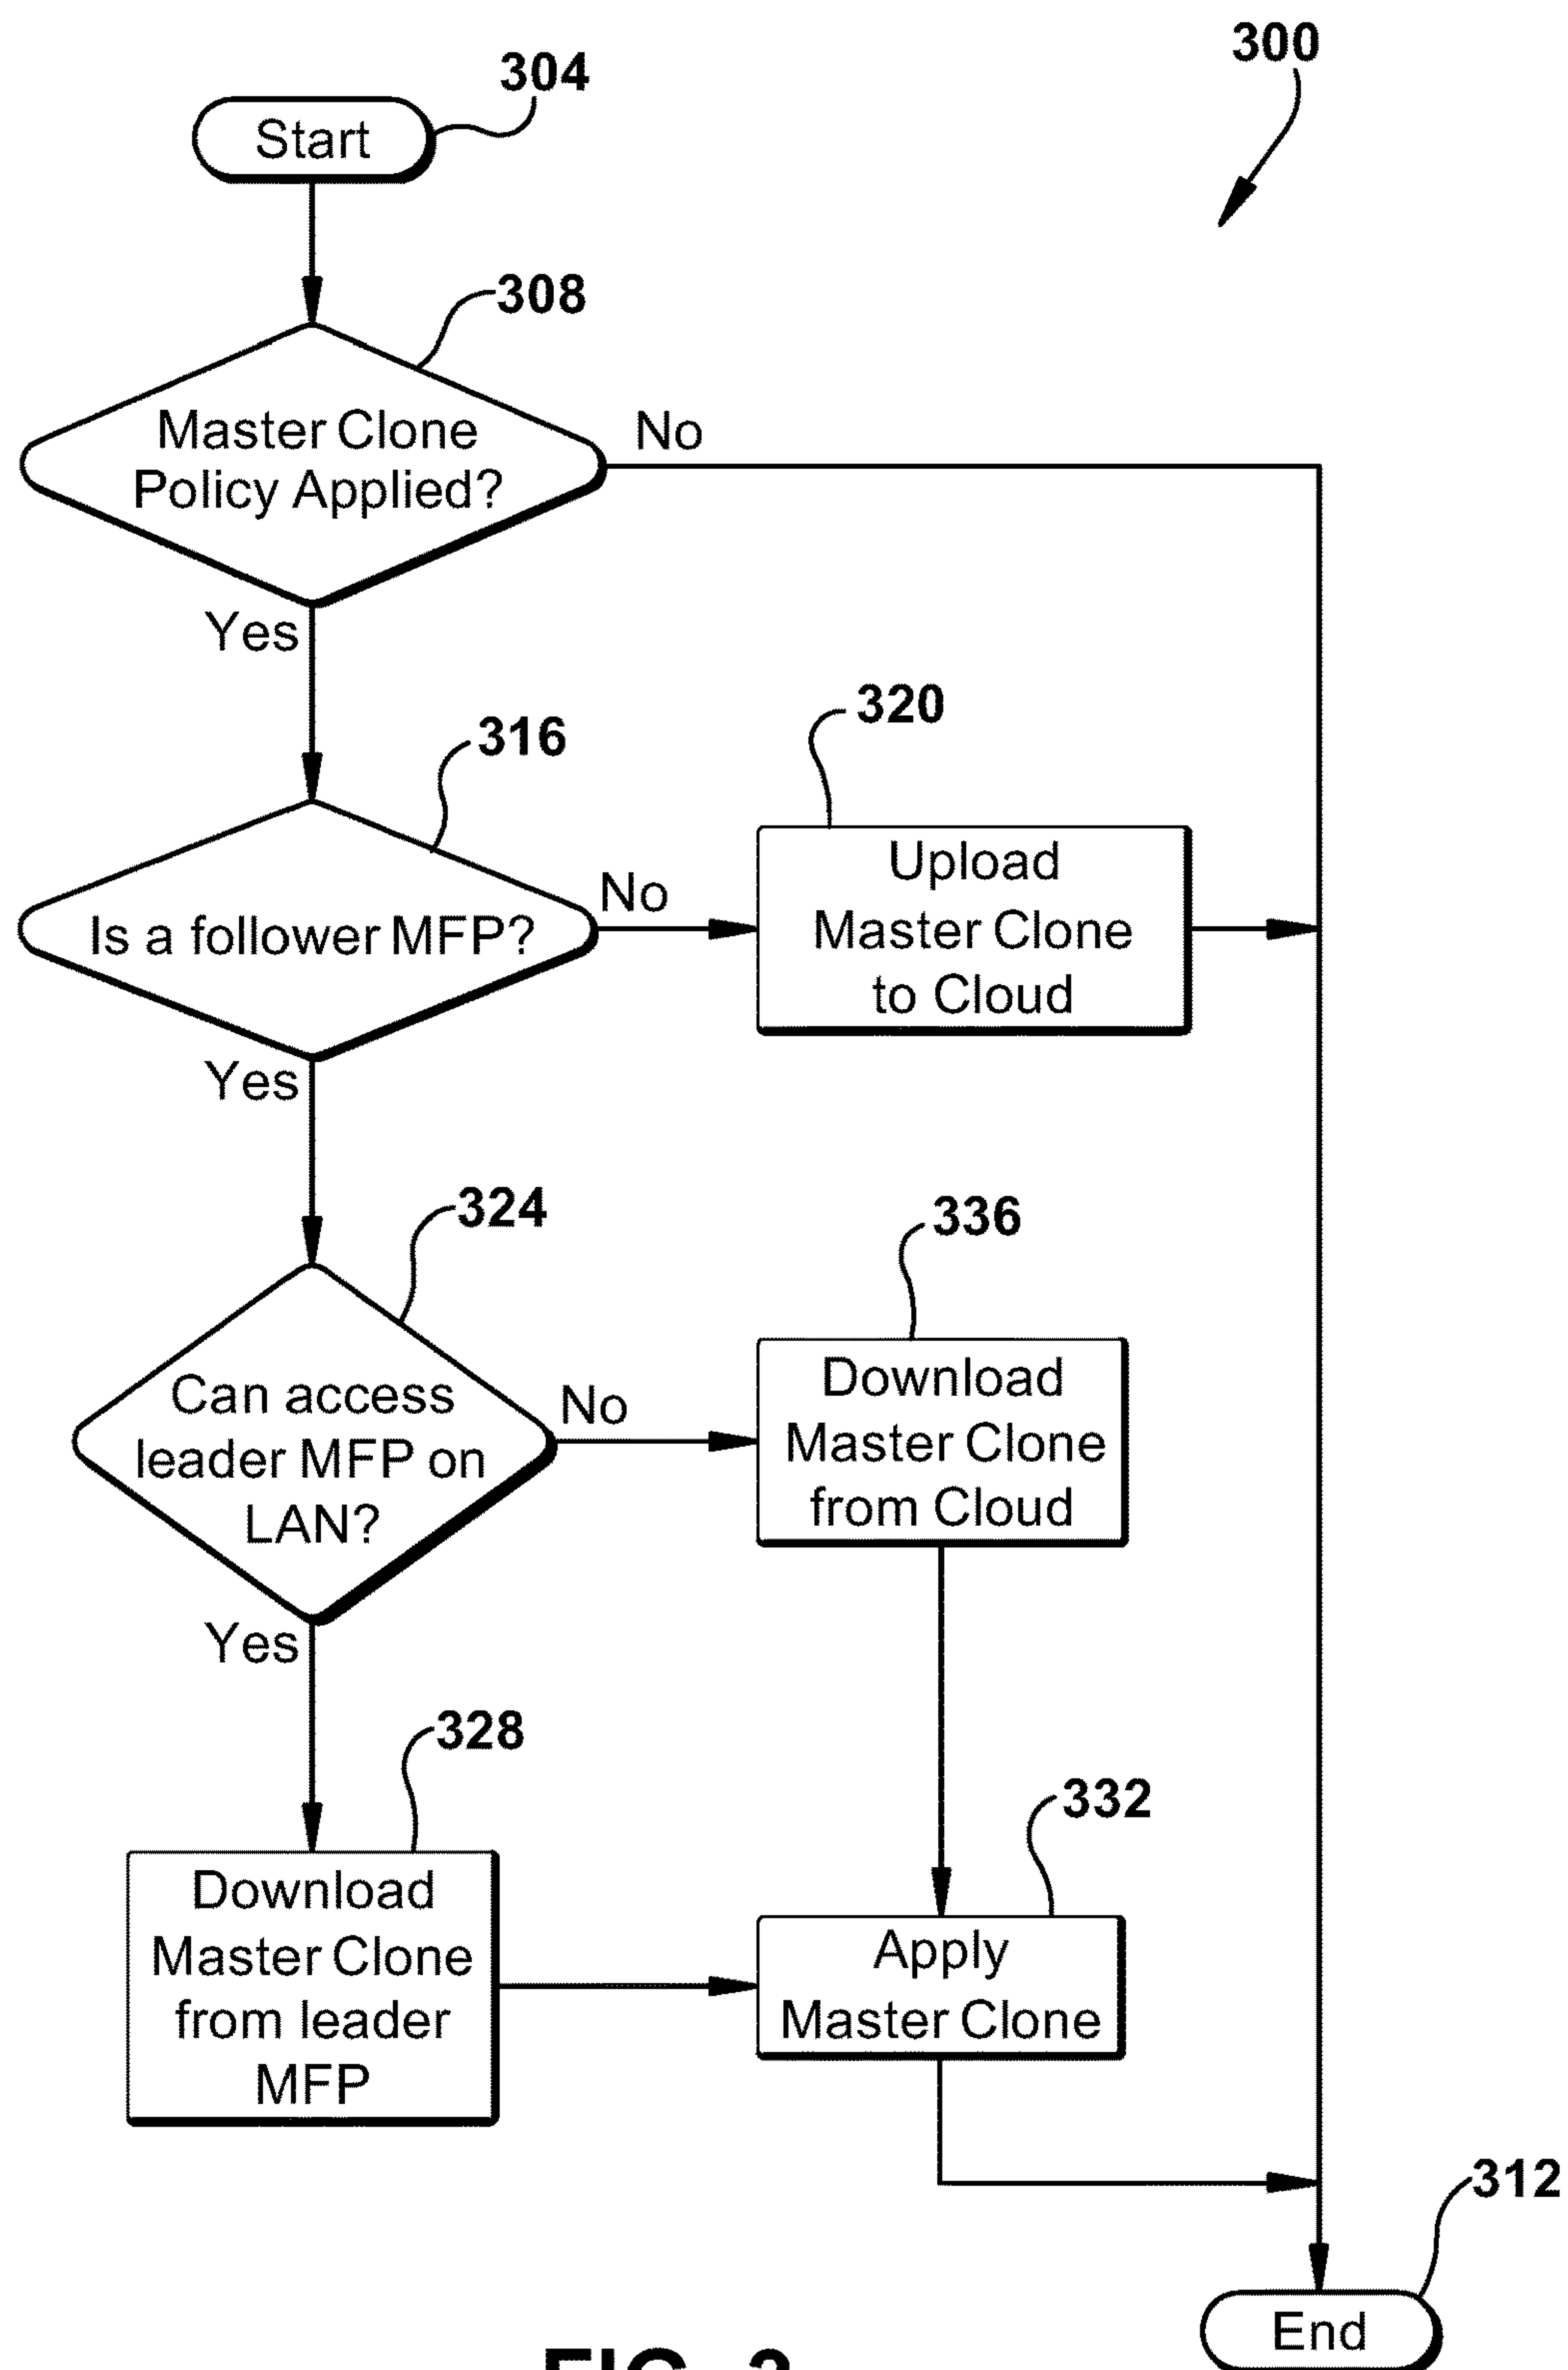 300
304
Start
308
Master Clone
Policy Applied?
No
Yes
316
Is a follower MFP?
No
320
Upload
Master Clone
to Cloud
Yes
324
Can access
leader MFP on
LAN?
No
336
Download
Master Clone
from Cloud
Yes
328
Download
Master Clone
from leader
MFP
332
Apply
Master Clone
312
End